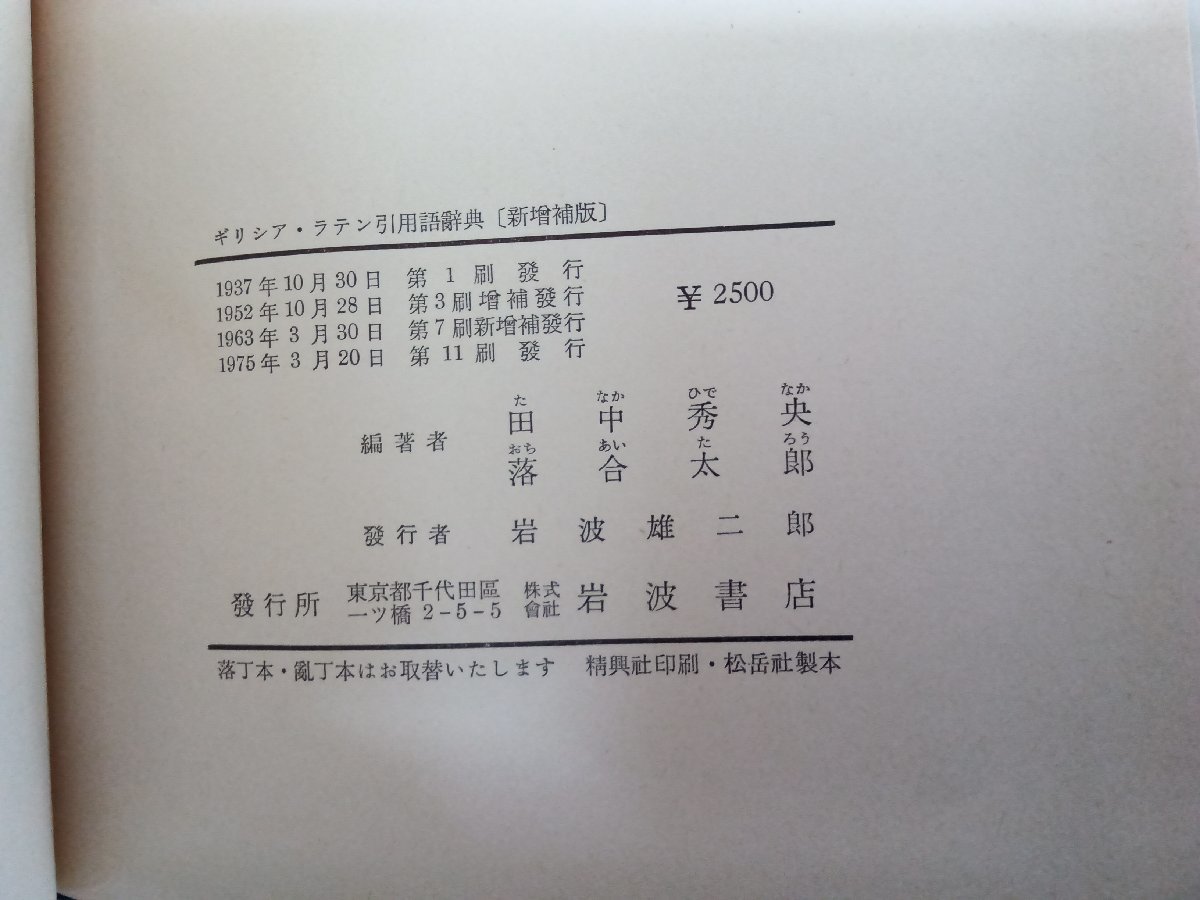 ギリシア・ラテン引用語辭典〔新增補版〕
1937年10月30日 第1刷發行
1952年10月28日 第3刷增補發行
1963年3月30日 第7刷新增補發行
1975年3月20日 第11刷發行
¥2500
た なか ひで なか
編著者 田中秀央
おち あい た ろう
落合太郎
發行者 岩波雄二郎
發行所 東京都千代田區 一ツ橋2-5-5 株式會社 岩波書店
落丁本・亂丁本はお取替いたします 精興社印刷・松岳社製本